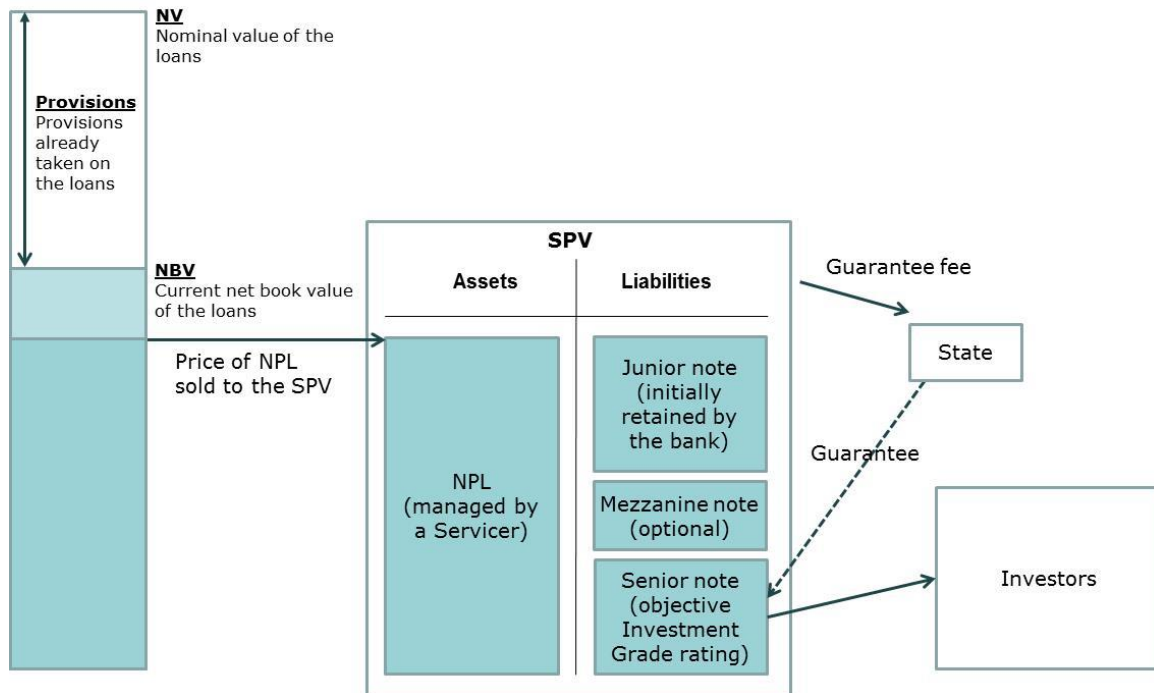 NV
Nominal value of the
loans
Provisions
Provisions
already
taken on
the loans
NBV
Current net book value
of the loans
Price of NPL
sold to the SPV
SPV
Assets
Liabilities
NPL
(managed by
a Servicer)
Junior note
(initially
retained by
the bank)
Mezzanine note
(optional)
Senior note
(objective
Investment
Grade rating)
Guarantee fee
State
Guarantee
Investors